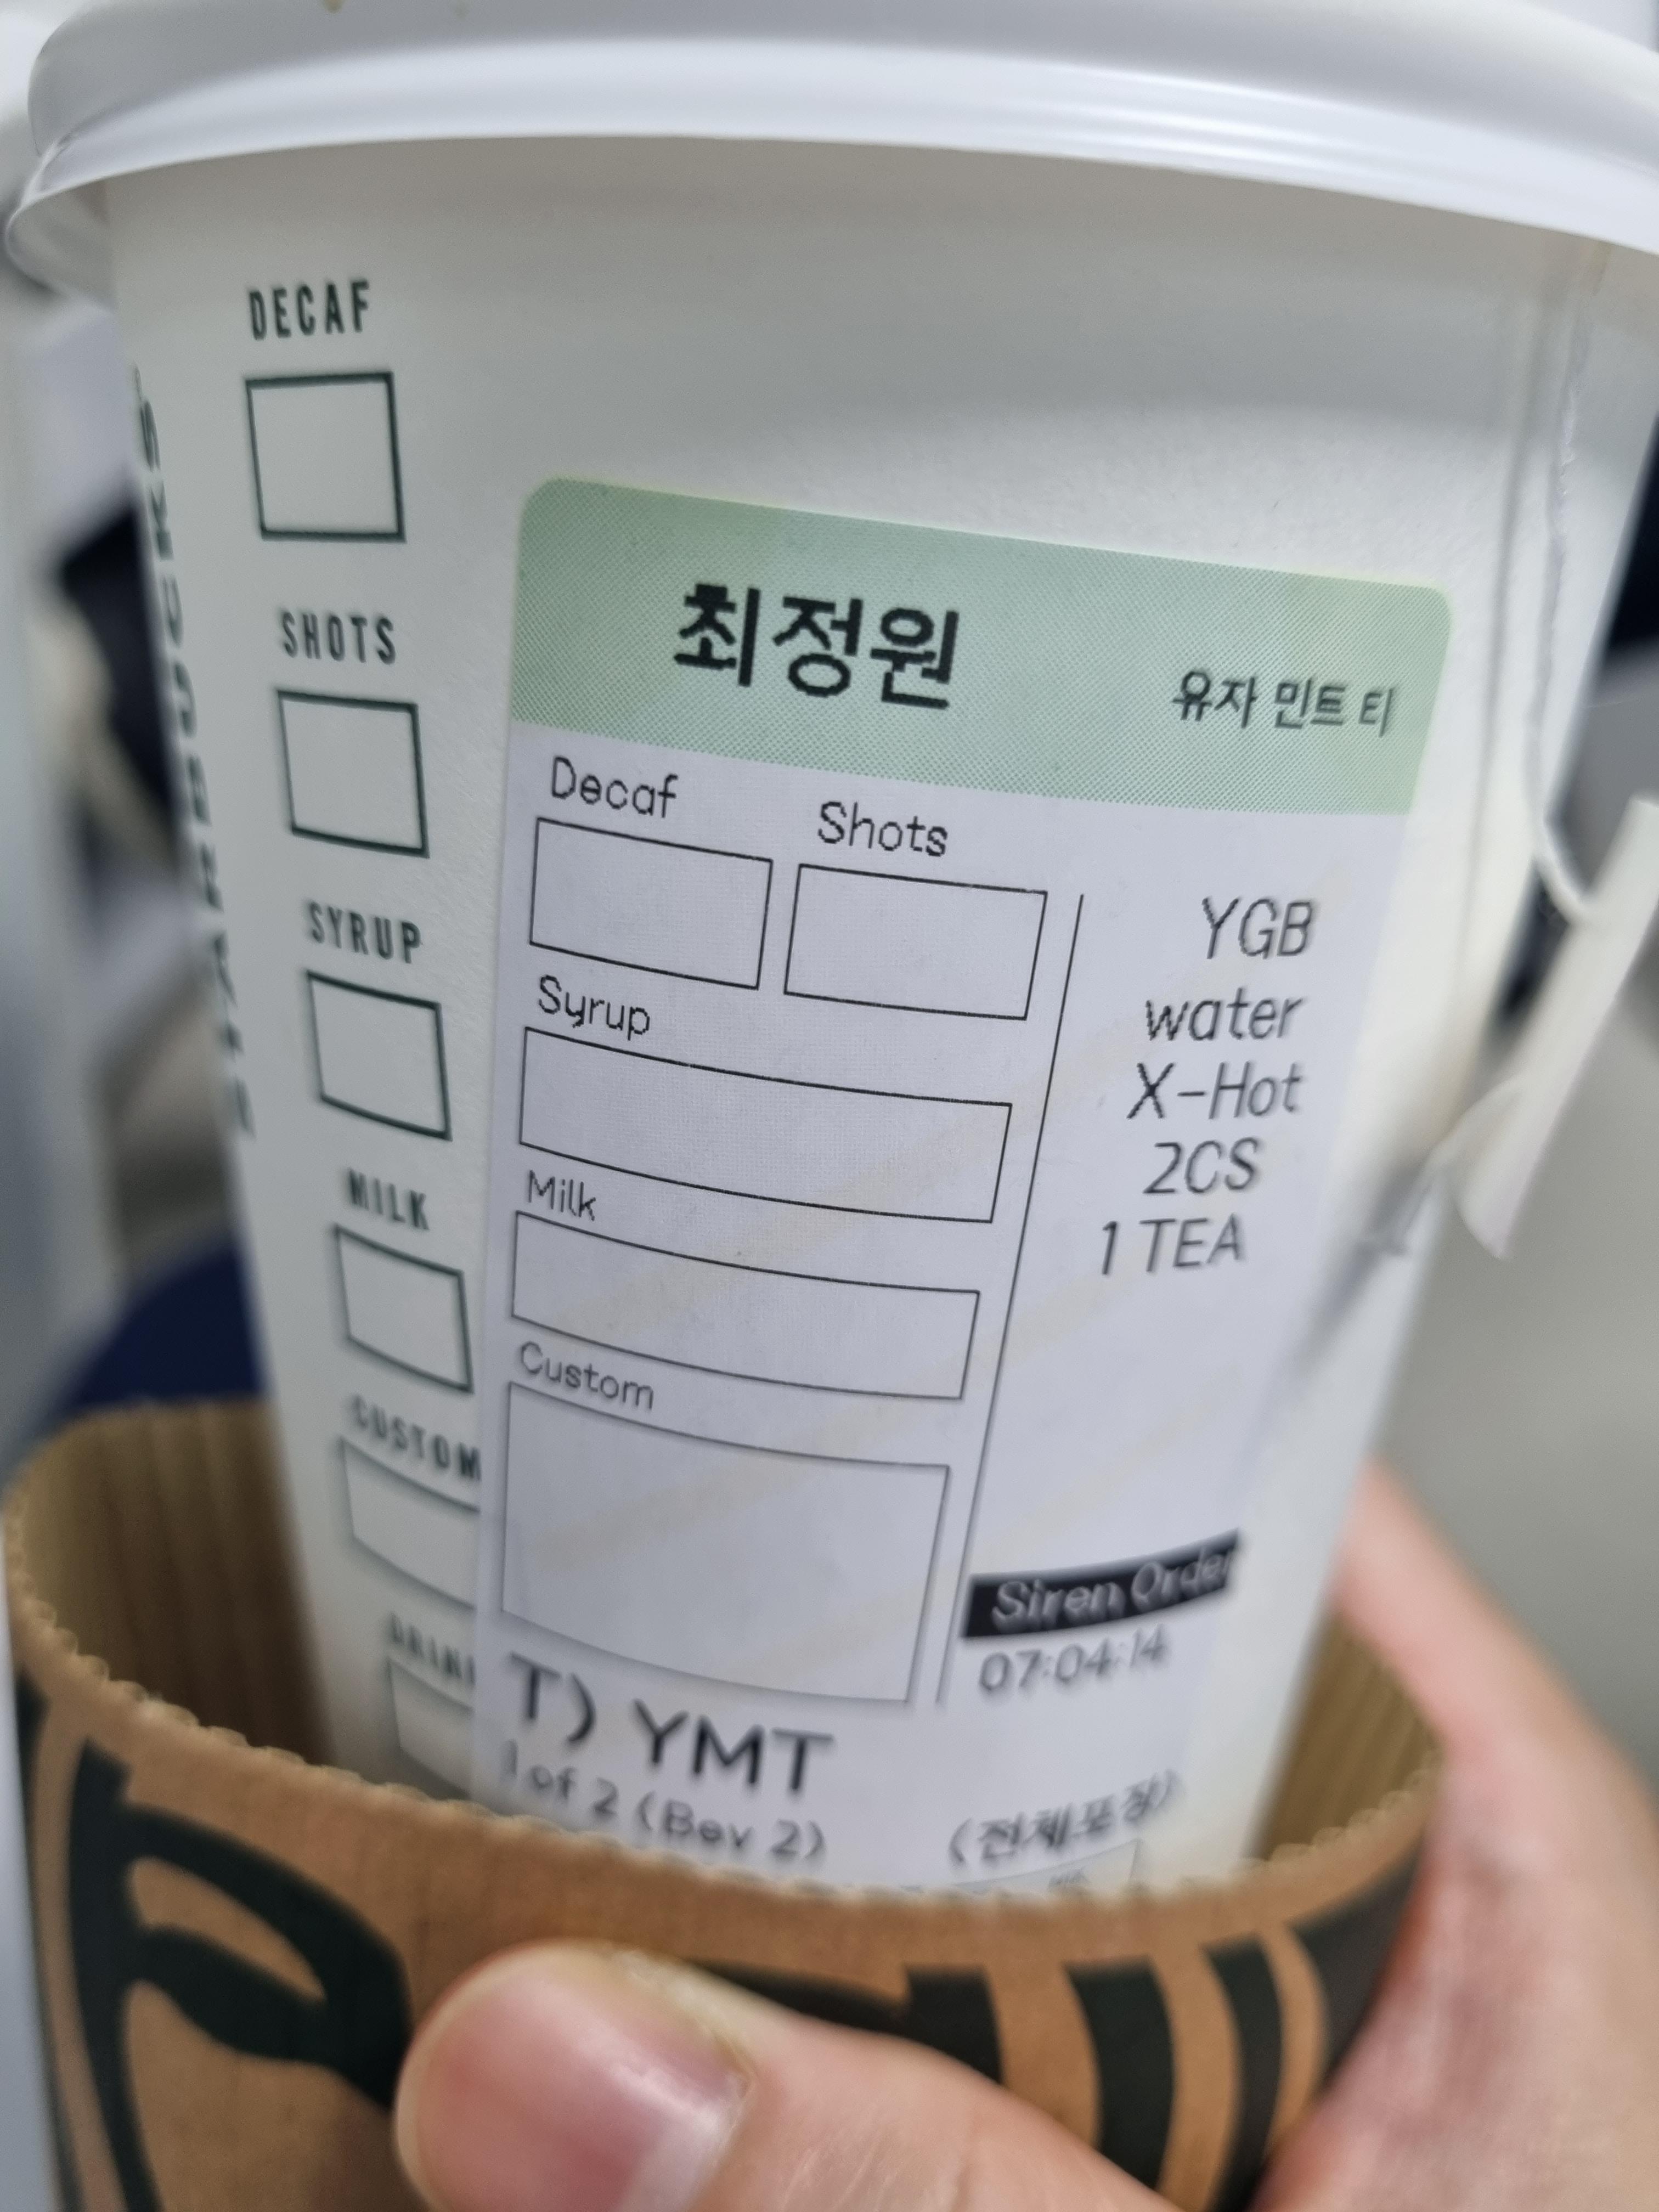 STARBUCKS
DECAF
SHOTS
SYRUP
MILK
CUSTOM
최정원
유자 민트 티
Decaf
Shots
Syrup
Milk
Custom
YGB
water
X-Hot
2CS
1 TEA
Siren Order
07:04:14
T) YMT
1 of 2 (Bev 2)
(전체포장)